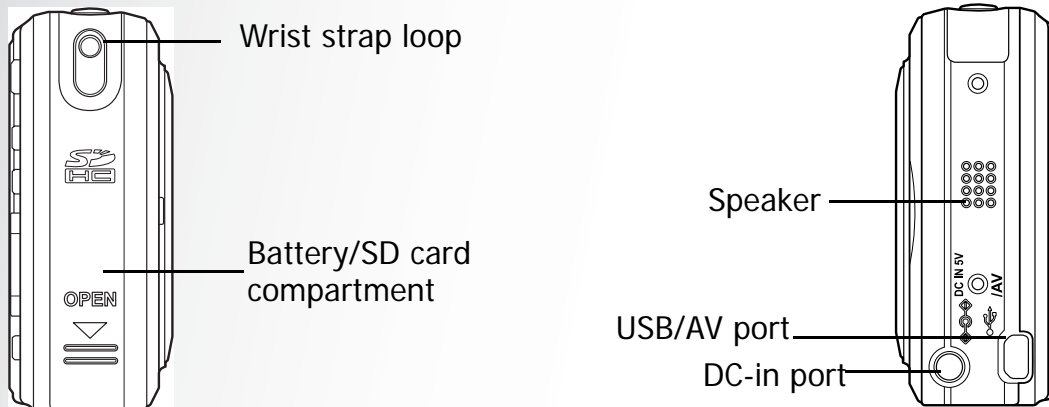 Wrist strap loop
SD
HC
Battery/SD card
compartment
OPEN
Speaker
DC IN 5V
/AV
USB/AV port
DC-in port